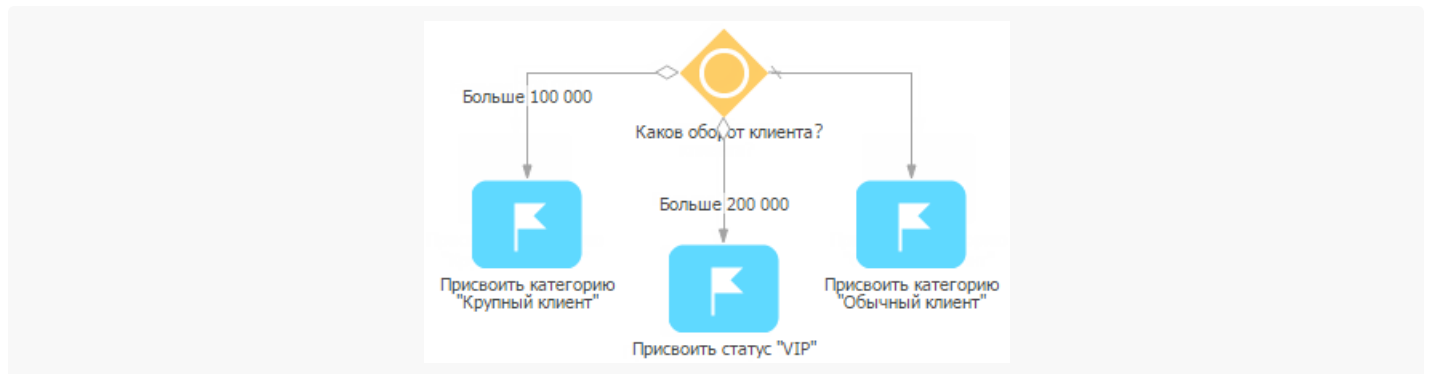 Больше 100 000
Каков оборот клиента?
Больше 200 000
Присвоить категорию
"Крупный клиент"
Присвоить категорию
"Обычный клиент"
Присвоить статус "VIP"